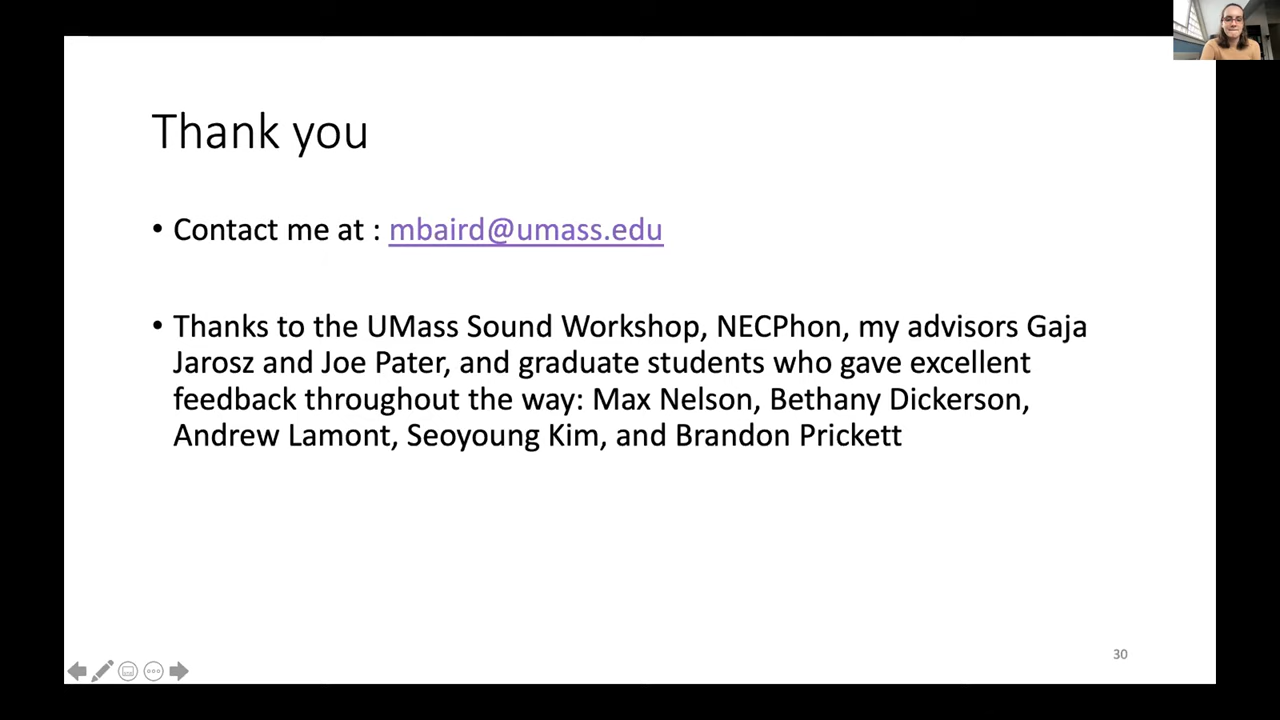 Thank you
• Contact me at : mbaird@umass.edu
• Thanks to the UMass Sound Workshop, NECPhon, my advisors Gaja
Jarosz and Joe Pater, and graduate students who gave excellent
feedback throughout the way: Max Nelson, Bethany Dickerson,
Andrew Lamont, Seoyoung Kim, and Brandon Prickett
30